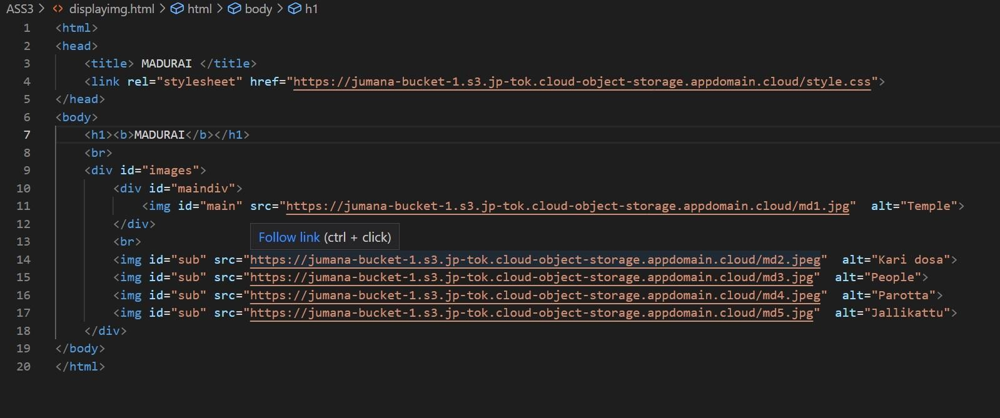 ASS3 > <> displayimg.html > html > body > h1
1 <html>
2 <head>
3 <title> MADURAI </title>
4 <link rel="stylesheet" href="https://jumana-bucket-1.s3.jp-tok.cloud-object-storage.appdomain.cloud/style.css">
5 </head>
6 <body>
7 <h1><b>MADURAI</b></h1>
8 <br>
9 <div id="images">
10 <div id="maindiv">
11 <img id="main" src="https://jumana-bucket-1.s3.jp-tok.cloud-object-storage.appdomain.cloud/md1.jpg"  alt="Temple">
12 </div>
13 <br>
Follow link (ctrl + click)
14 <img id="sub" src="https://jumana-bucket-1.s3.jp-tok.cloud-object-storage.appdomain.cloud/md2.jpeg"  alt="Kari dosa">
15 <img id="sub" src="https://jumana-bucket-1.s3.jp-tok.cloud-object-storage.appdomain.cloud/md3.jpg"  alt="People">
16 <img id="sub" src="https://jumana-bucket-1.s3.jp-tok.cloud-object-storage.appdomain.cloud/md4.jpeg"  alt="Parotta">
17 <img id="sub" src="https://jumana-bucket-1.s3.jp-tok.cloud-object-storage.appdomain.cloud/md5.jpg"  alt="Jallikattu">
18 </div>
19 </body>
20 </html>